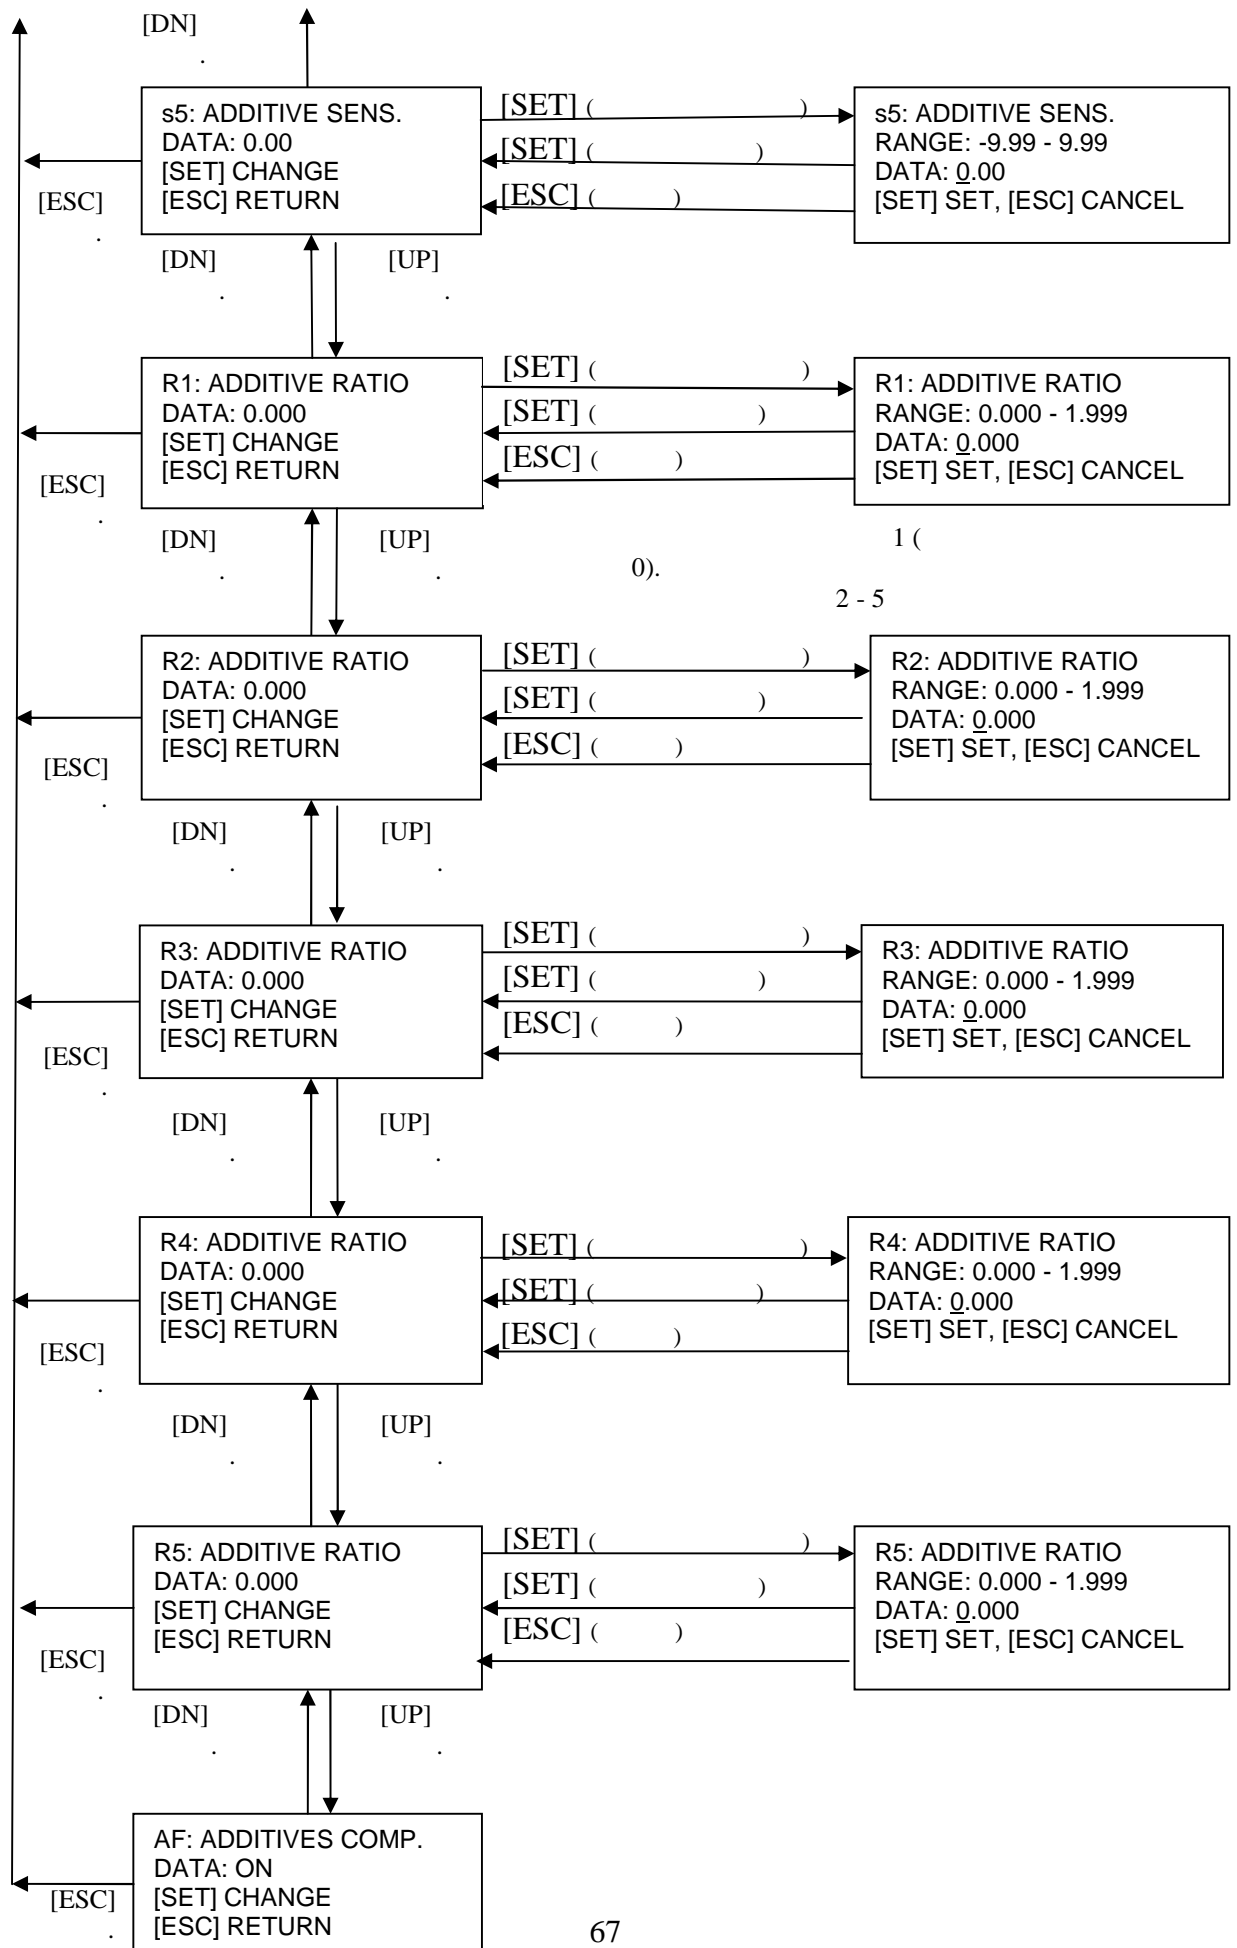 [DN]
.
s5: ADDITIVE SENS.
DATA: 0.00
[SET] CHANGE
[ESC] RETURN
[SET] ( )
[SET] ( )
[ESC] ( )
s5: ADDITIVE SENS.
RANGE: -9.99 - 9.99
DATA: 0.00
[SET] SET, [ESC] CANCEL
[ESC]
.
[DN]
.
[UP]
.
R1: ADDITIVE RATIO
DATA: 0.000
[SET] CHANGE
[ESC] RETURN
[SET] ( )
[SET] ( )
[ESC] ( )
R1: ADDITIVE RATIO
RANGE: 0.000 - 1.999
DATA: 0.000
[SET] SET, [ESC] CANCEL
[ESC]
.
[DN]
.
[UP]
.
1 (
0).
2 - 5
R2: ADDITIVE RATIO
DATA: 0.000
[SET] CHANGE
[ESC] RETURN
[SET] ( )
[SET] ( )
[ESC] ( )
R2: ADDITIVE RATIO
RANGE: 0.000 - 1.999
DATA: 0.000
[SET] SET, [ESC] CANCEL
[ESC]
.
[DN]
.
[UP]
.
R3: ADDITIVE RATIO
DATA: 0.000
[SET] CHANGE
[ESC] RETURN
[SET] ( )
[SET] ( )
[ESC] ( )
R3: ADDITIVE RATIO
RANGE: 0.000 - 1.999
DATA: 0.000
[SET] SET, [ESC] CANCEL
[ESC]
.
[DN]
.
[UP]
.
R4: ADDITIVE RATIO
DATA: 0.000
[SET] CHANGE
[ESC] RETURN
[SET] ( )
[SET] ( )
[ESC] ( )
R4: ADDITIVE RATIO
RANGE: 0.000 - 1.999
DATA: 0.000
[SET] SET, [ESC] CANCEL
[ESC]
.
[DN]
.
[UP]
.
R5: ADDITIVE RATIO
DATA: 0.000
[SET] CHANGE
[ESC] RETURN
[SET] ( )
[SET] ( )
[ESC] ( )
R5: ADDITIVE RATIO
RANGE: 0.000 - 1.999
DATA: 0.000
[SET] SET, [ESC] CANCEL
[ESC]
.
[DN]
.
[UP]
.
AF: ADDITIVES COMP.
DATA: ON
[SET] CHANGE
[ESC] RETURN
[ESC]
.
67